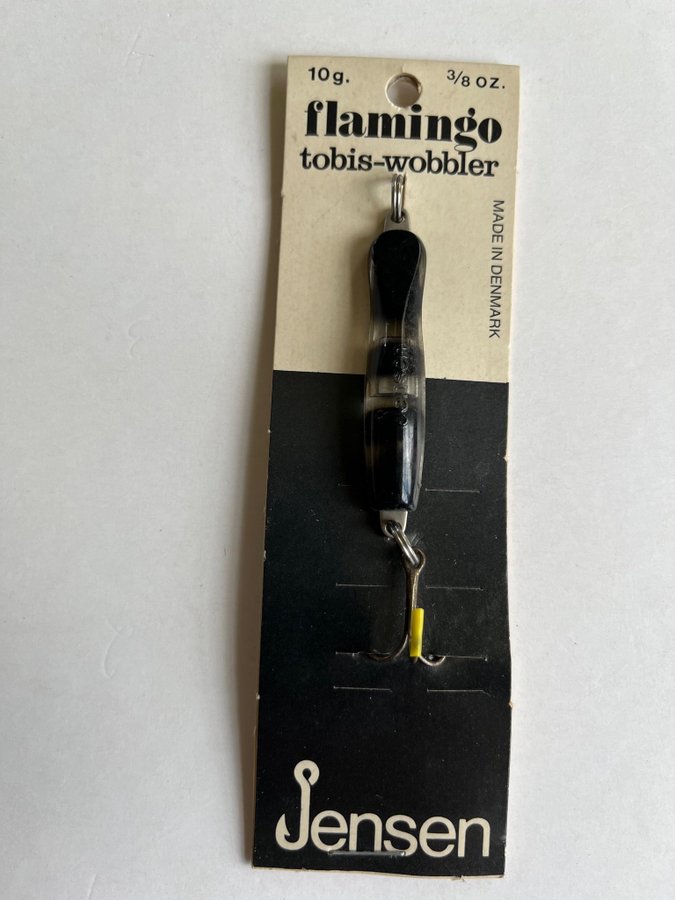 10g.
3/8 OZ.
flamingo
tobis-wobbler
MADE IN DENMARK
Jensen